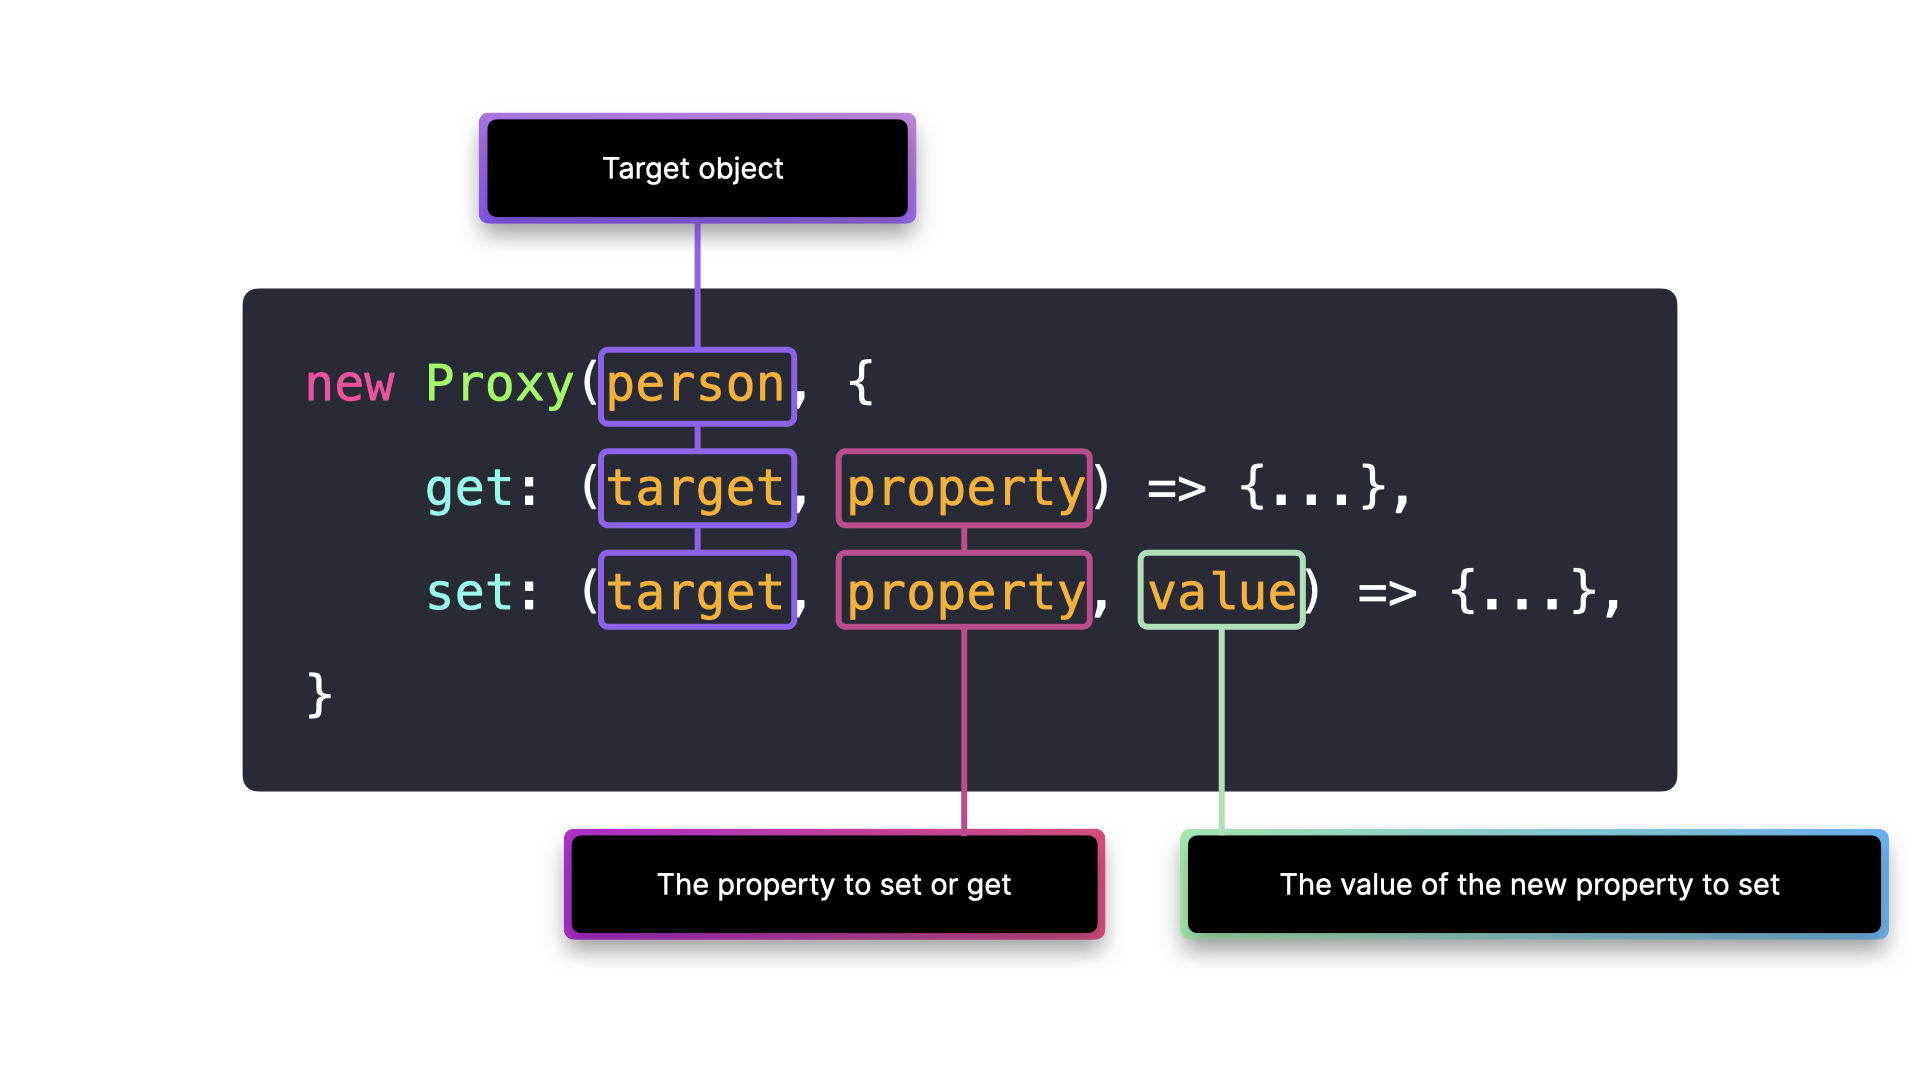 Target object
new Proxy(person, {
get: (target, property) => {...},
set: (target, property, value) => {...},
}
The property to set or get
The value of the new property to set